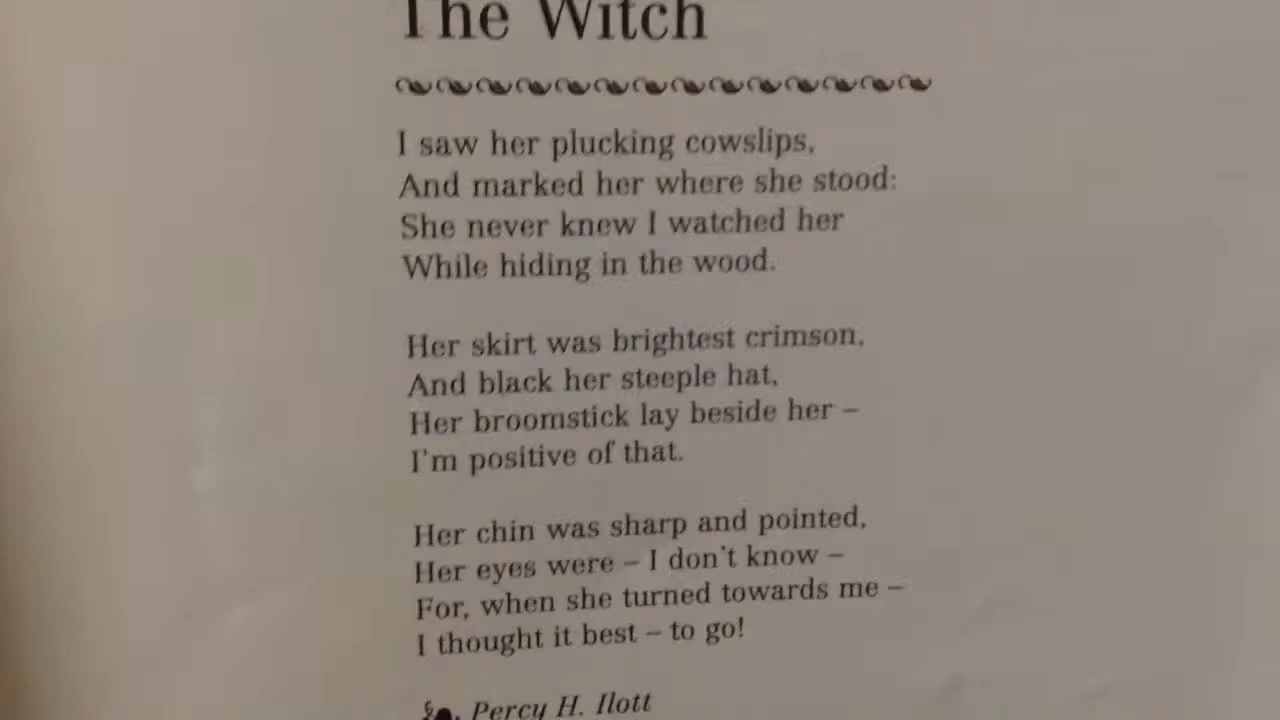 The Witch
I saw her plucking cowslips,
And marked her where she stood:
She never knew I watched her
While hiding in the wood.
Her skirt was brightest crimson,
And black her steeple hat,
Her broomstick lay beside her –
I'm positive of that.
Her chin was sharp and pointed,
Her eyes were – I don't know –
For, when she turned towards me –
I thought it best – to go!
Percy H. Ilott